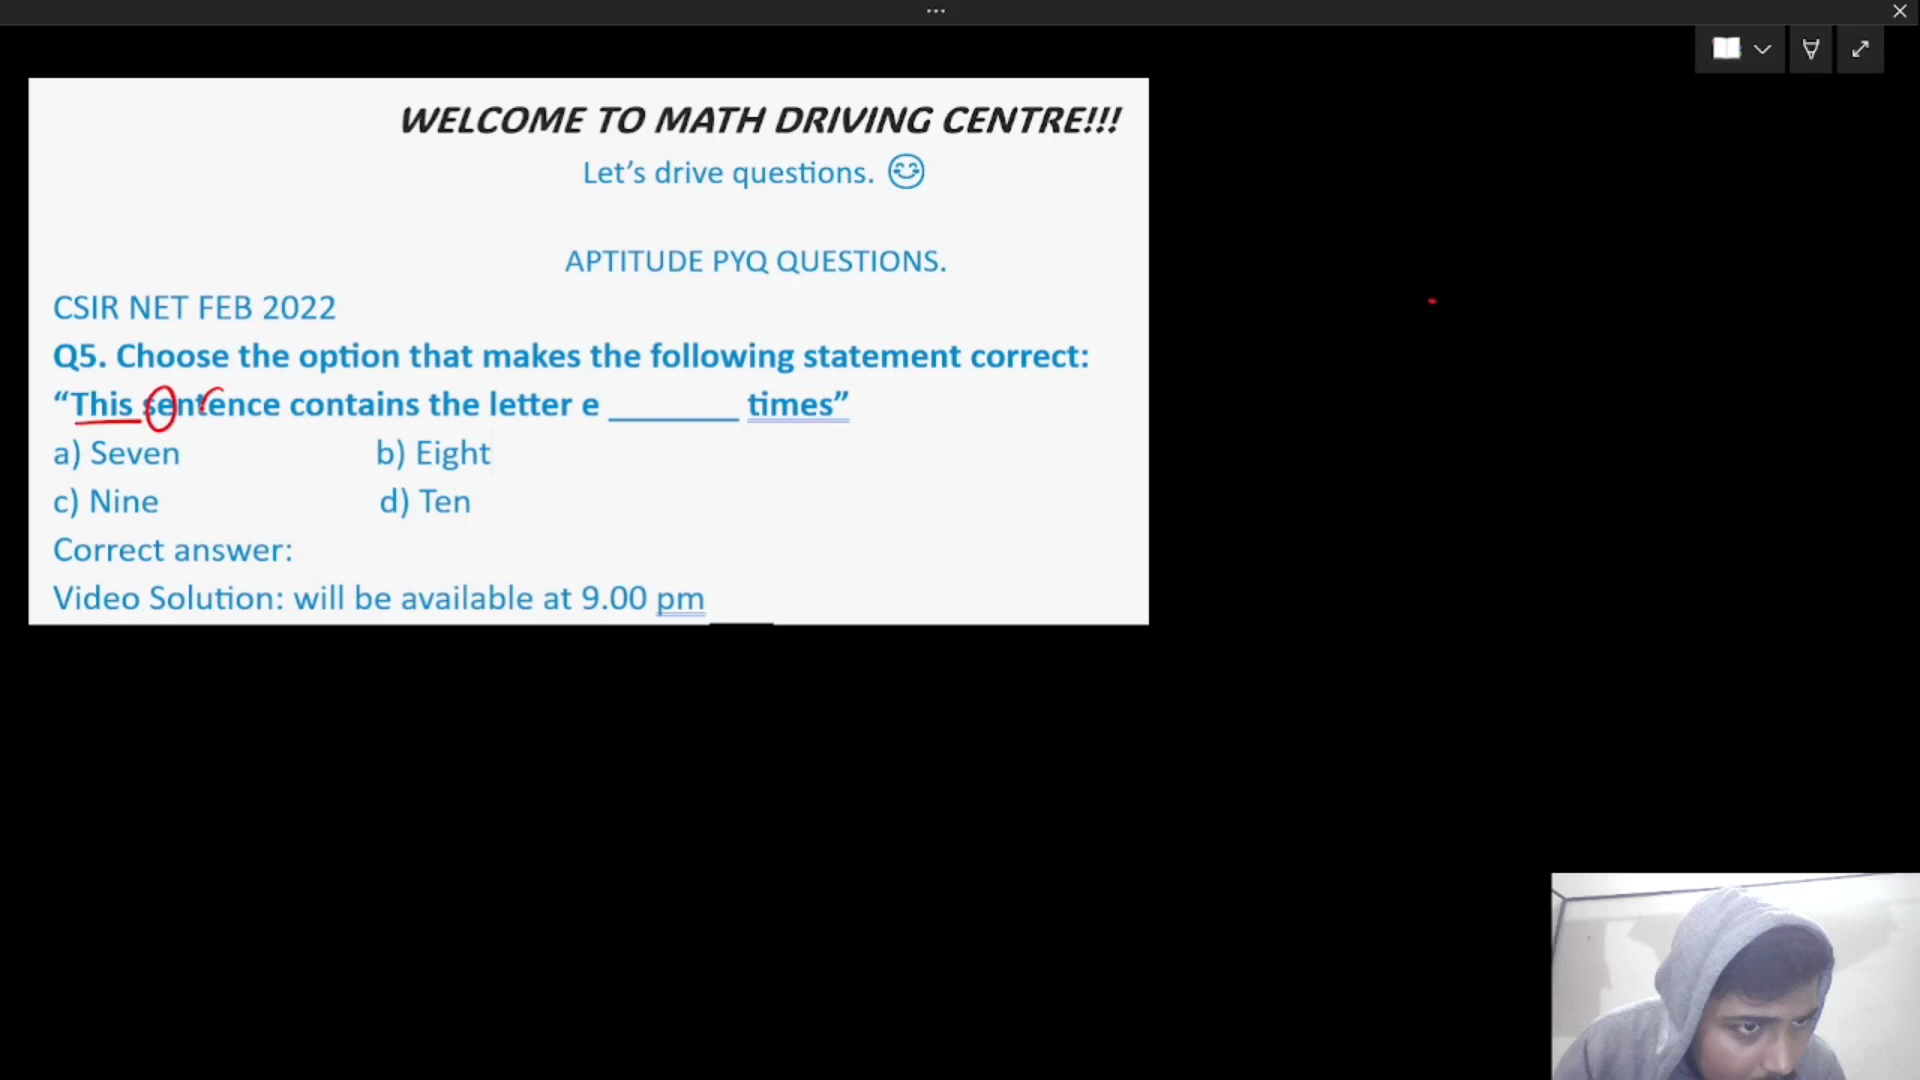 WELCOME TO MATH DRIVING CENTRE!!!
Let’s drive questions. 😊
APTITUDE PYQ QUESTIONS.
CSIR NET FEB 2022
Q5. Choose the option that makes the following statement correct:
“This sentence contains the letter e ________ times”
a) Seven b) Eight
c) Nine d) Ten
Correct answer:
Video Solution: will be available at 9.00 pm